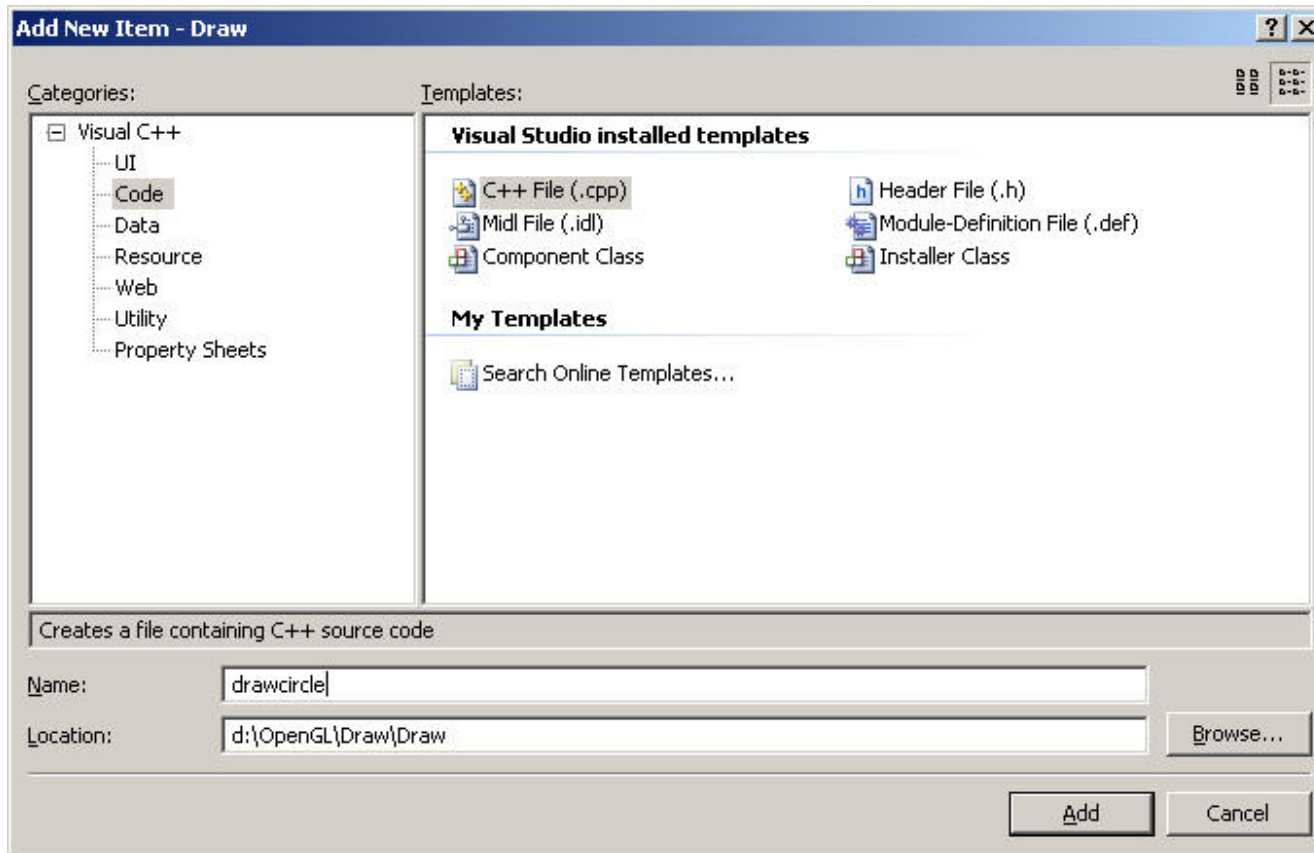 Add New Item - Draw
Categories:
Templates:
Visual C++
UI
Code
Data
Resource
Web
Utility
Property Sheets
Visual Studio installed templates
C++ File (.cpp)
Header File (.h)
Midl File (.idl)
Module-Definition File (.def)
Component Class
Installer Class
My Templates
Search Online Templates...
Creates a file containing C++ source code
Name:
drawcircle
Location:
d:\OpenGL\Draw\Draw
Browse...
Add
Cancel